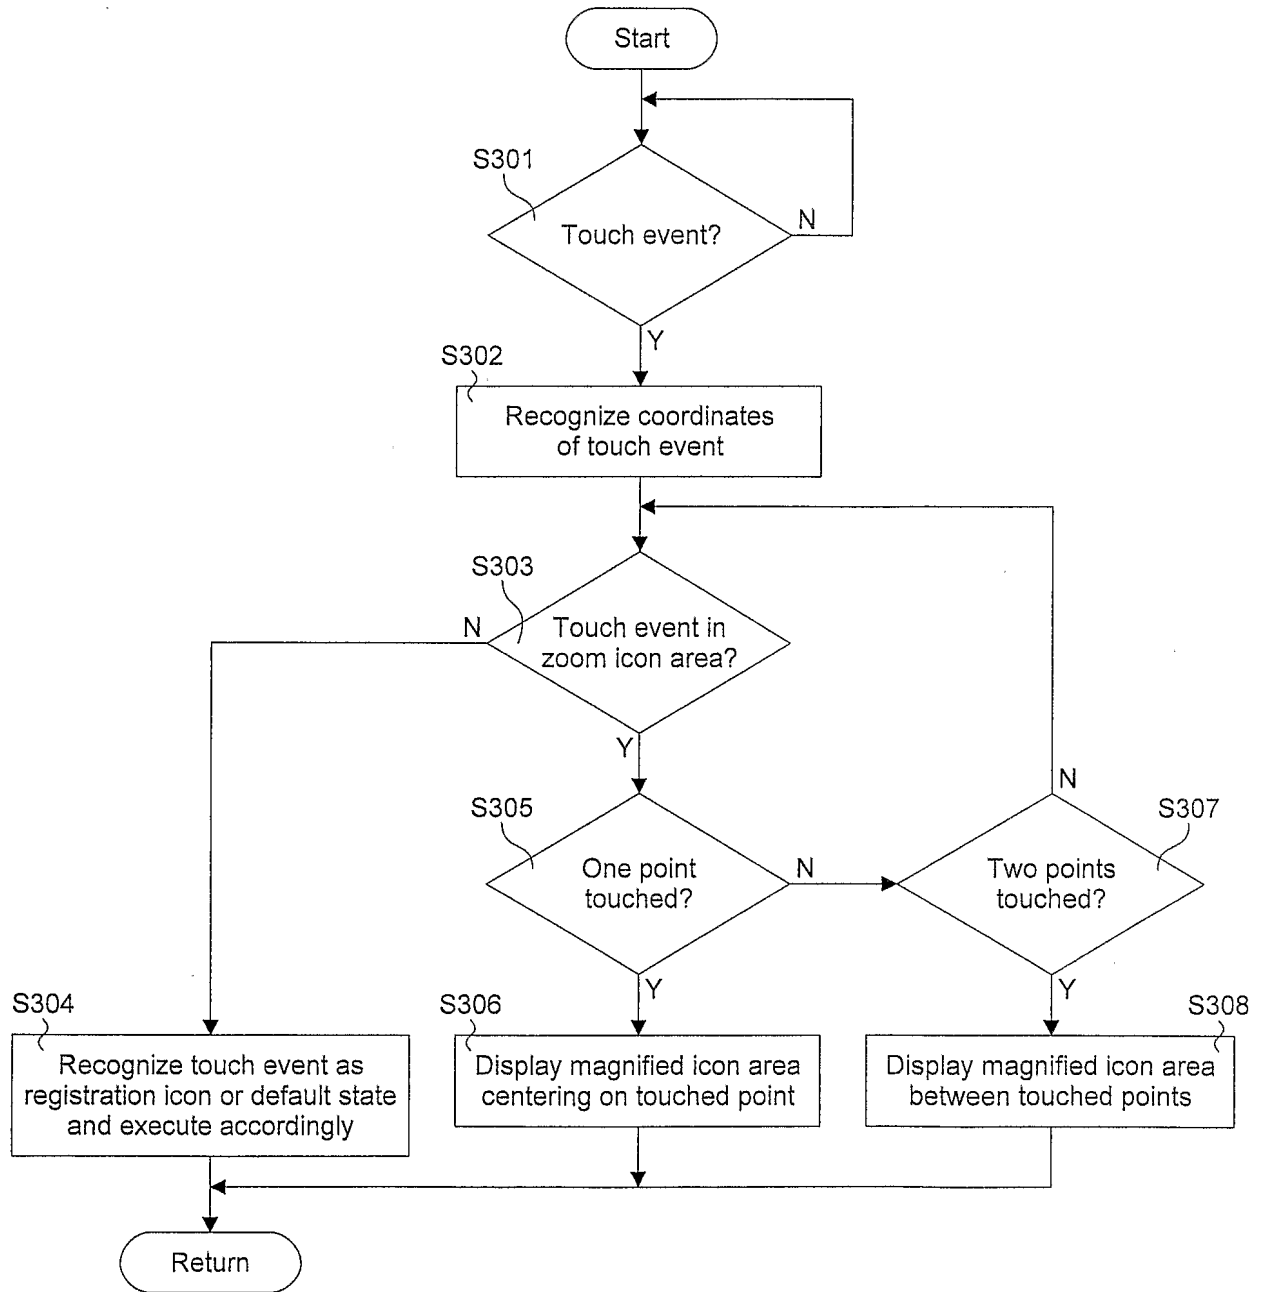 Start
S301
Touch event?
N
Y
S302
Recognize coordinates
of touch event
S303
N
Touch event in
zoom icon area?
Y
N
S305
S307
One point
touched?
N
Two points
touched?
Y
Y
S304
S306
S308
Recognize touch event as
registration icon or default state
and execute accordingly
Display magnified icon area
centering on touched point
Display magnified icon area
between touched points
Return